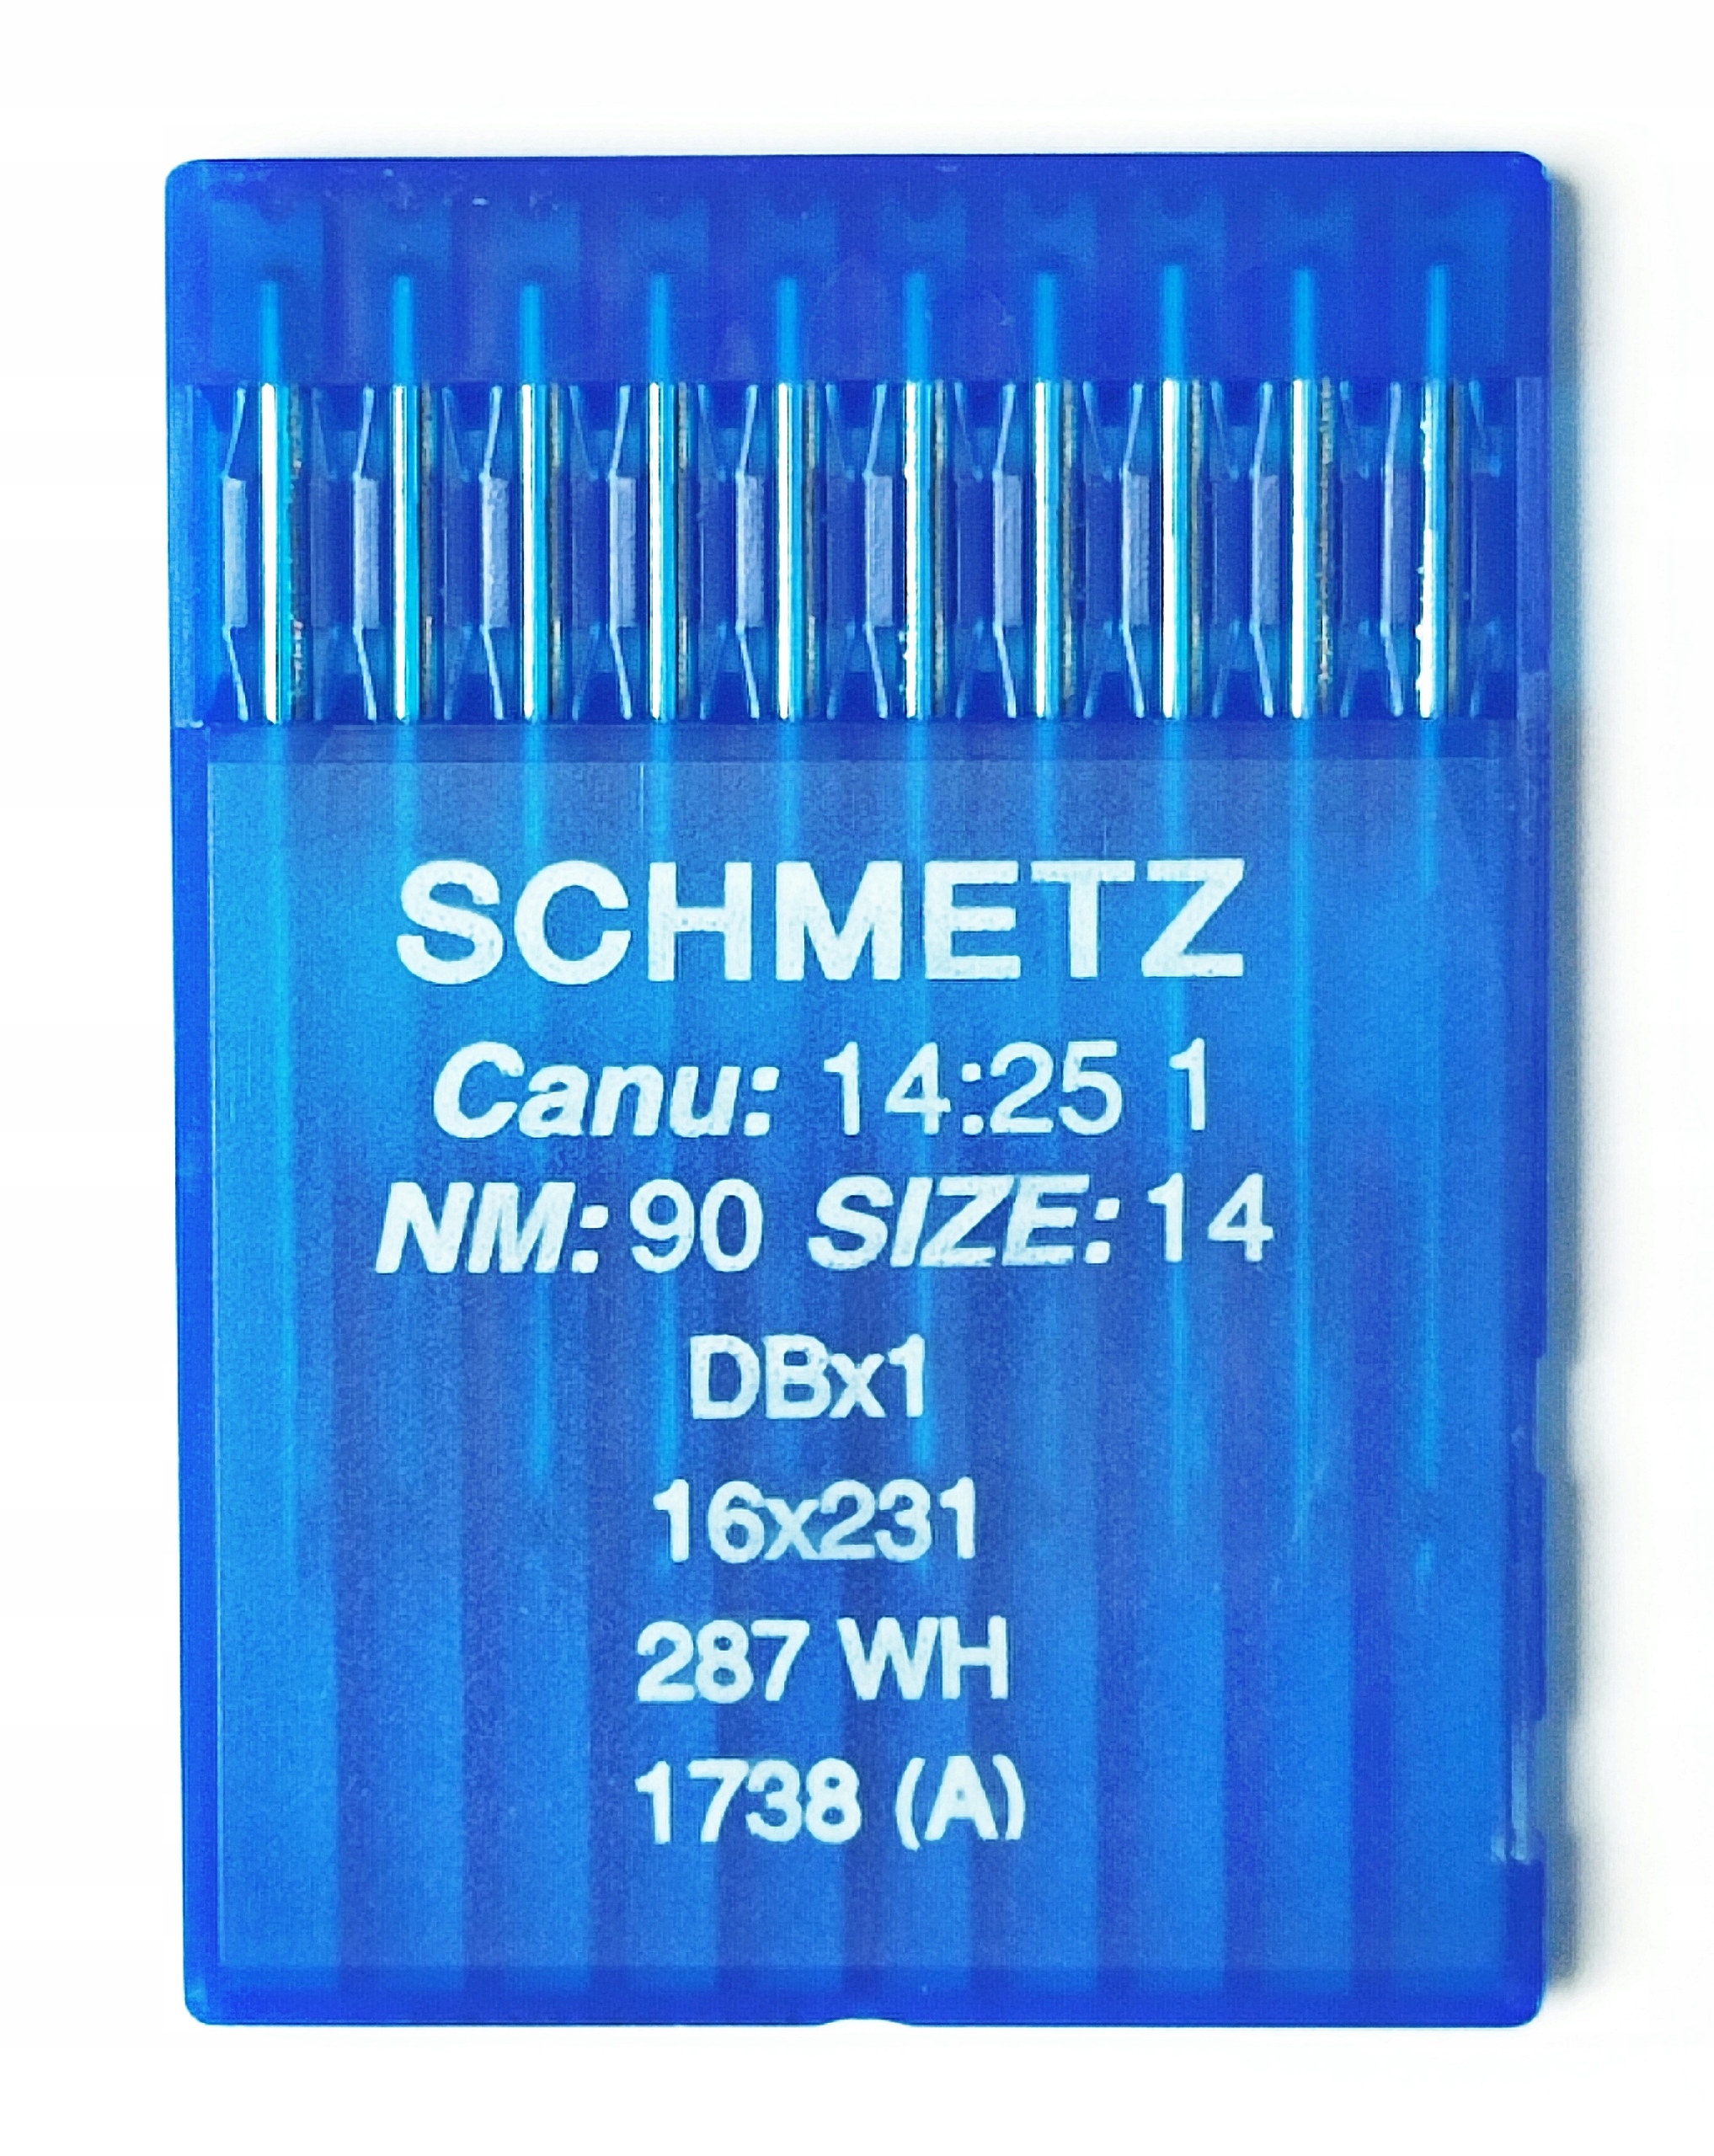 SCHMETZ
Canu: 14:25 1
NM: 90 SIZE: 14
DBx1
16x231
287 WH
1738 (A)